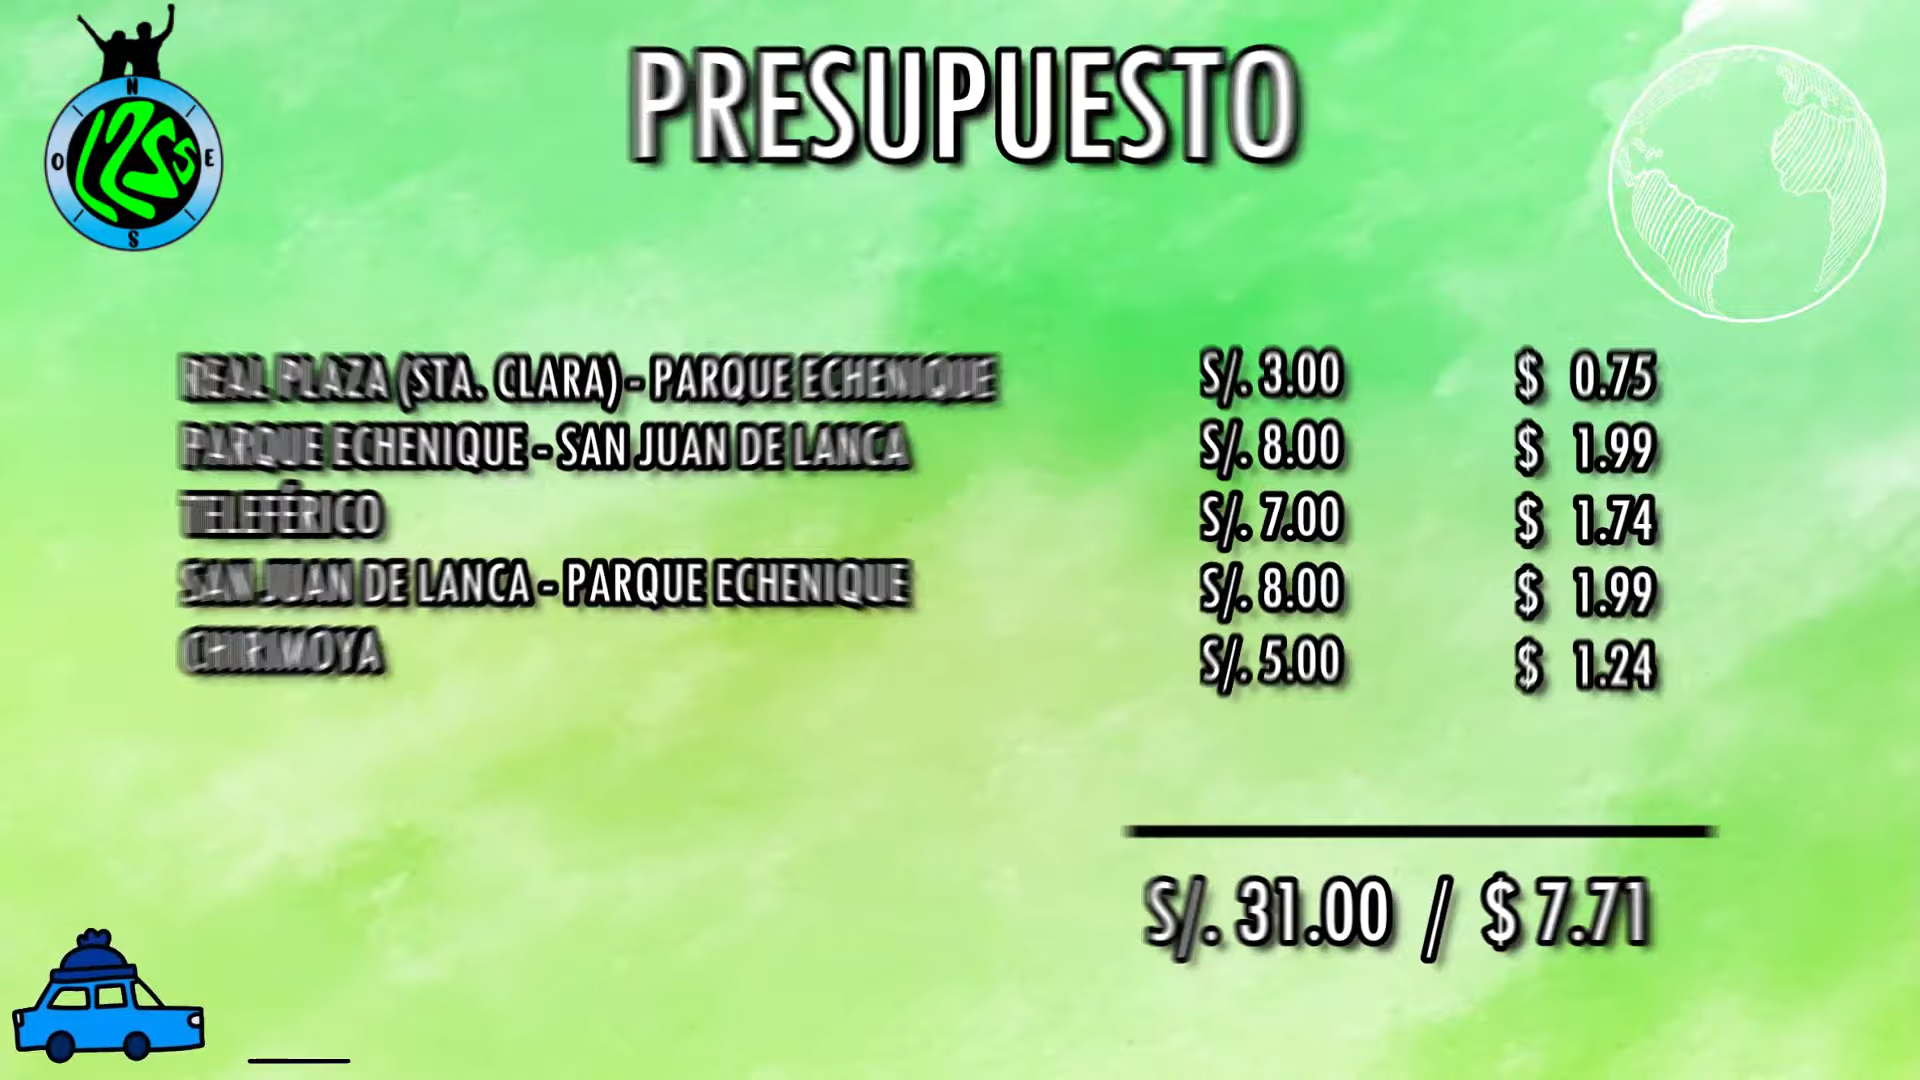 PRESUPUESTO
N
O E
S
REAL PLAZA (STA. CLARA) - PARQUE ECHENIQUE S/. 3.00 $ 0.75
PARQUE ECHENIQUE - SAN JUAN DE LANCA S/. 8.00 $ 1.99
TELEFÉRICO S/. 7.00 $ 1.74
SAN JUAN DE LANCA - PARQUE ECHENIQUE S/. 8.00 $ 1.99
CHIRIMOYA S/. 5.00 $ 1.24
S/. 31.00 / $ 7.71